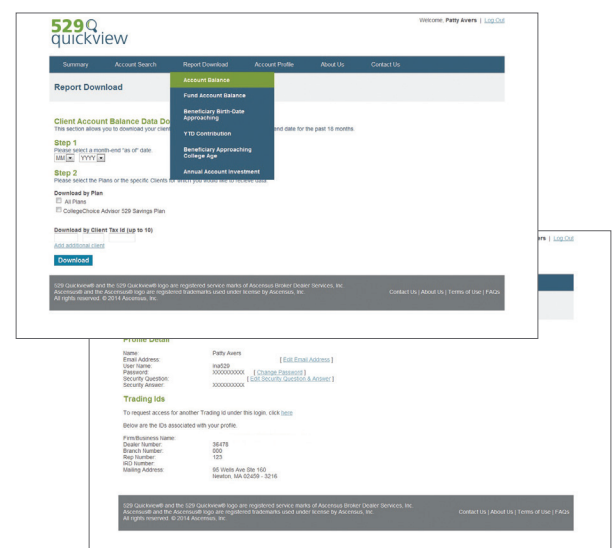 529
quickview
Welcome, Patty Avers | Log Out
Summary Account Search Report Download Account Profile About Us Contact Us
Report Download
Account Balance
Fund Account Balance
Beneficiary Birth-Date
Approaching
YTD Contribution
Beneficiary Approaching
College Age
Annual Account Investment
Client Account Balance Data Do
This section allows you to download your client
end date for the past 18 months
Step 1
Please select a month-end "as of" date.
MM YYYY
Step 2
Please select the Plans or the specific Clients for which you would like to receive data
Download by Plan
All Plans
CollegeChoice Advisor 529 Savings Plan
Download by Client Tax Id (up to 10)
Add additional client
Download
529 Quickview® and the 529 Quickview® logo are registered service marks of Ascensus Broker Dealer Services, Inc.
Ascensus® and the Ascensus® logo are registered trademarks used under license by Ascensus, Inc.
All rights reserved. © 2014 Ascensus, Inc.
Contact Us | About Us | Terms of Use | FAQs
ers | Log Out
Profile Detail
Name: Patty Avers
Email Address: [ Edit Email Address ]
User Name: ina529
Password: XXXXXXXXXX [ Change Password ]
Security Question: [ Edit Security Question & Answer ]
Security Answer: XXXXXXXXXX
Trading Ids
To request access for another Trading Id under this login, click here
Below are the IDs associated with your profile.
Firm/Business Name:
Dealer Number: 36478
Branch Number: 000
Rep Number: 123
IRD Number:
Mailing Address: 95 Wells Ave Ste 160
Newton, MA 02459 - 3216
529 Quickview® and the 529 Quickview® logo are registered service marks of Ascensus Broker Dealer Services, Inc.
Ascensus® and the Ascensus® logo are registered trademarks used under license by Ascensus, Inc.
All rights reserved. © 2014 Ascensus, Inc.
Contact Us | About Us | Terms of Use | FAQs